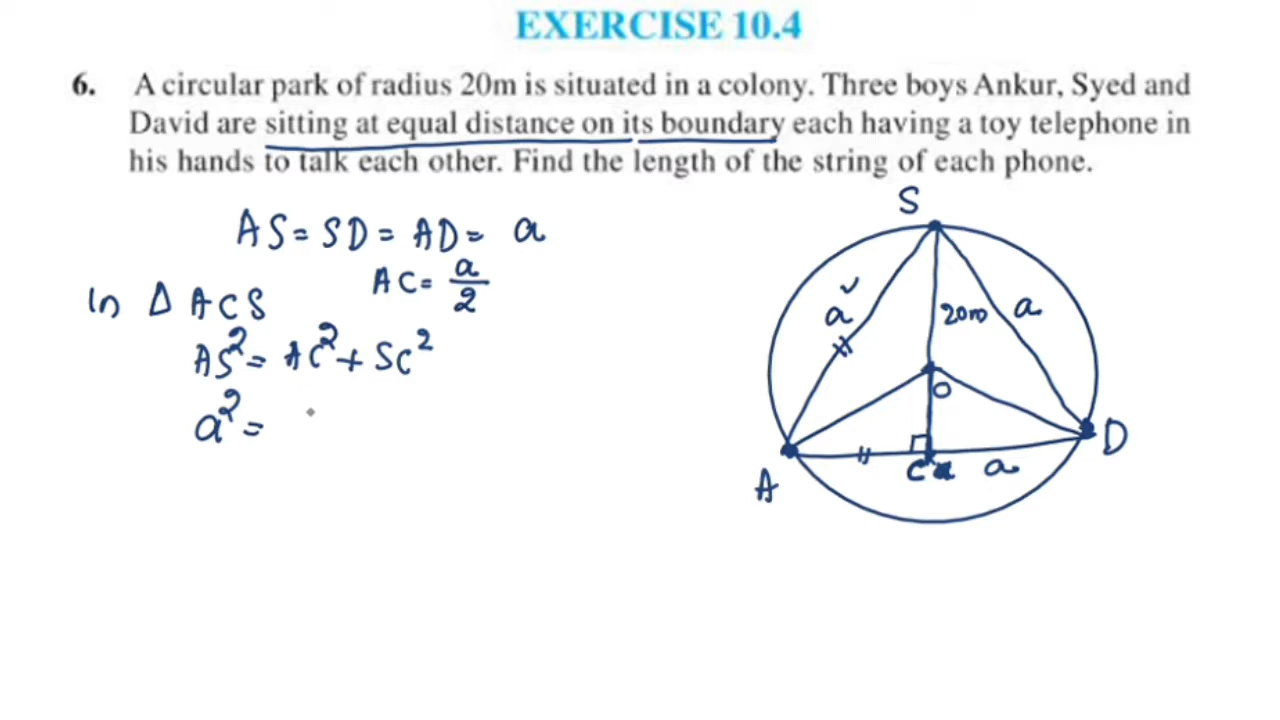 EXERCISE 10.4
6. A circular park of radius 20m is situated in a colony. Three boys Ankur, Syed and
David are sitting at equal distance on its boundary each having a toy telephone in
his hands to talk each other. Find the length of the string of each phone.
AS = SD = AD = a
In Δ ACS AC = a/2
AS² = AC² + SC²
a² =
S
a
20m
a
O
A
C
a
D